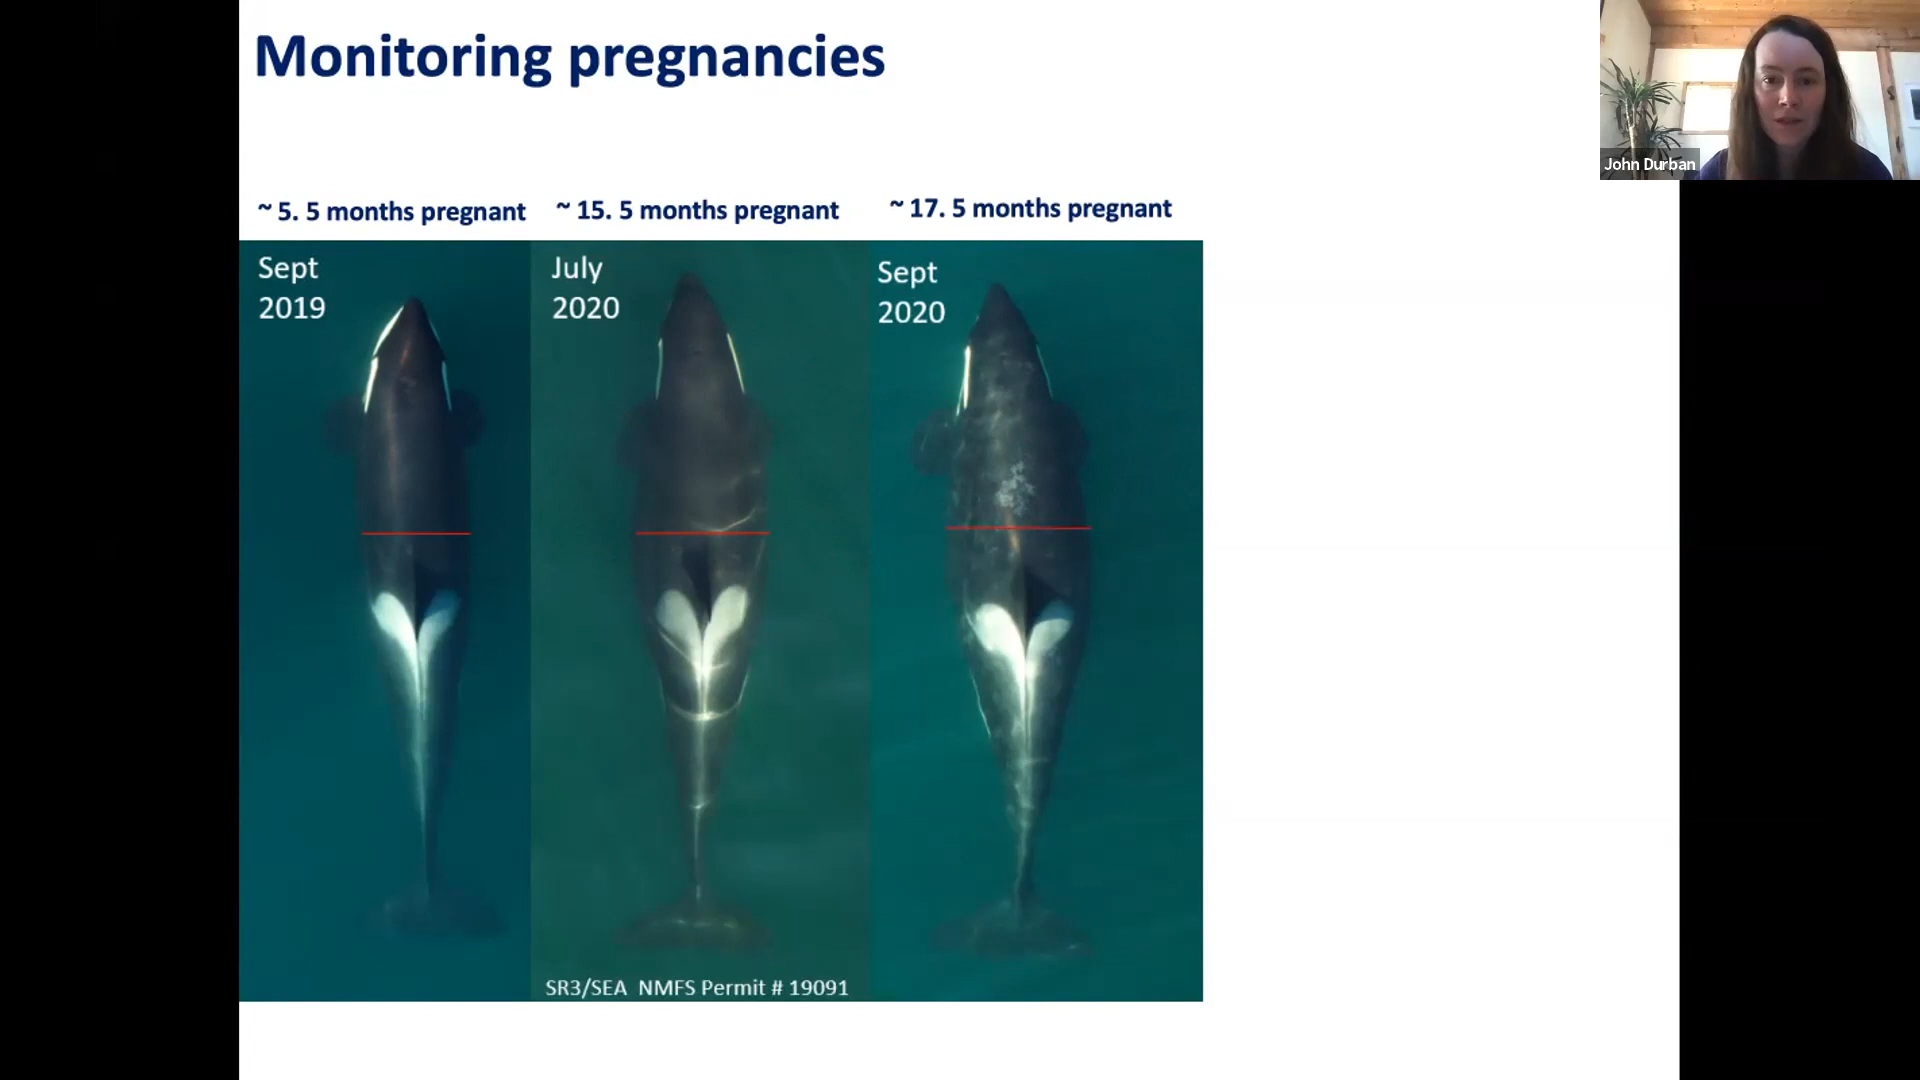 Monitoring pregnancies
John Durban
~ 5. 5 months pregnant
~ 15. 5 months pregnant
~ 17. 5 months pregnant
Sept
2019
July
2020
Sept
2020
SR3/SEA NMFS Permit # 19091